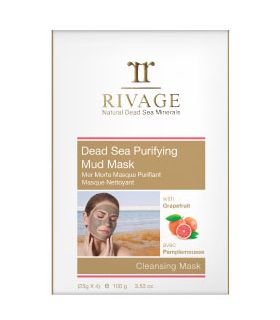 RIVAGE
Natural Dead Sea Minerals
Dead Sea Purifying
Mud Mask
Mer Morte Masque Purifiant
Masque Nettoyant
with
Grapefruit
avec
Pamplemousse
Cleansing Mask
(25g X 4) ℮ 100 g 3.53 oz